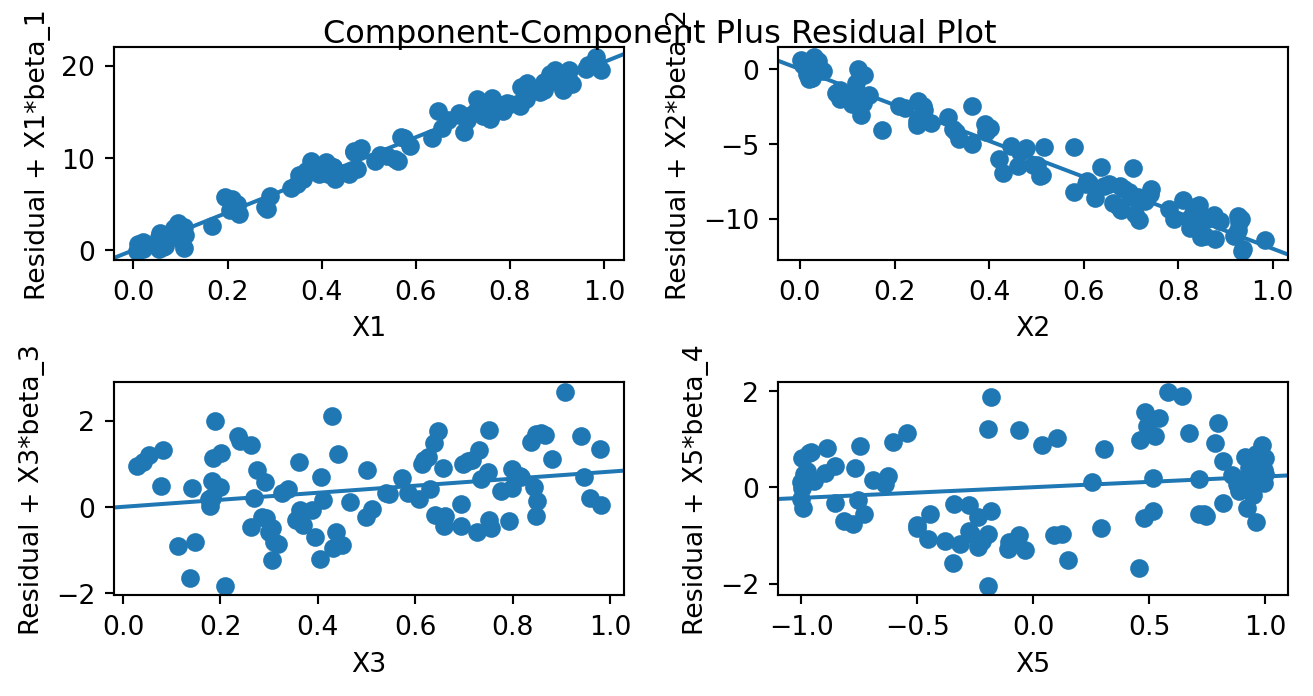 Component-Component Plus Residual Plot
Residual + X1*beta_1
20
10
0
0.0 0.2 0.4 0.6 0.8 1.0
X1
Residual + X2*beta_2
0
−5
−10
0.0 0.2 0.4 0.6 0.8 1.0
X2
Residual + X3*beta_3
2
0
−2
0.0 0.2 0.4 0.6 0.8 1.0
X3
Residual + X5*beta_4
2
0
−2
−1.0 −0.5 0.0 0.5 1.0
X5